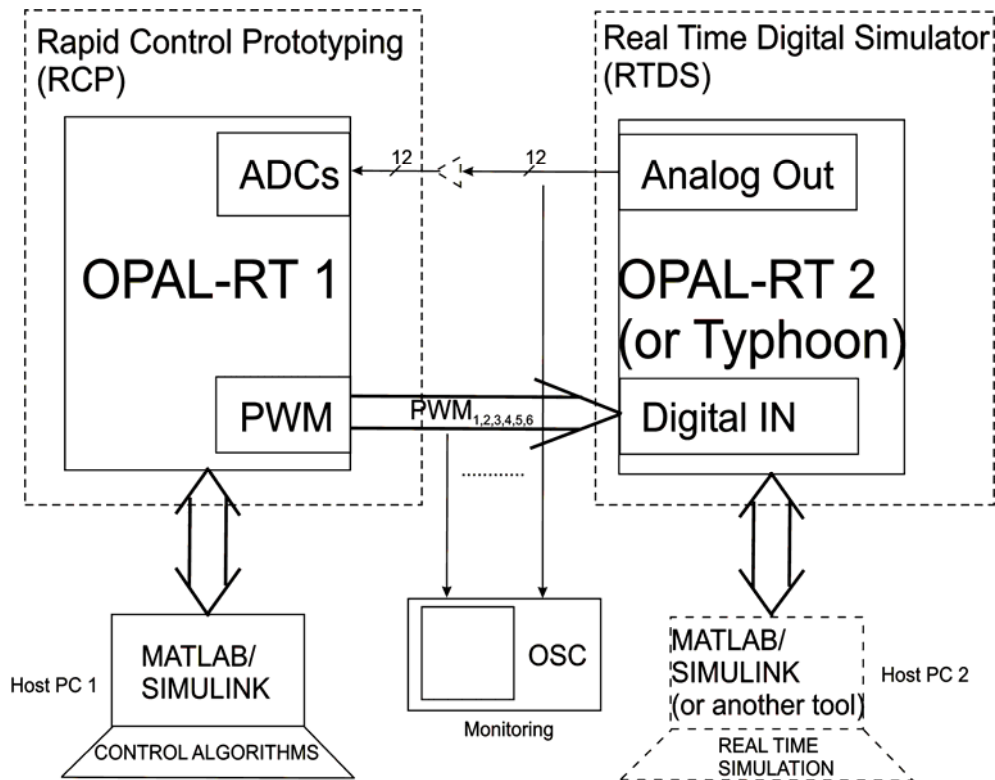 Rapid Control Prototyping
(RCP)
Real Time Digital Simulator
(RTDS)
ADCs
12
12
Analog Out
OPAL-RT 1
OPAL-RT 2
(or Typhoon)
PWM
PWM1,2,3,4,5,6
Digital IN
Host PC 1
MATLAB/
SIMULINK
CONTROL ALGORITHMS
OSC
Monitoring
MATLAB/
SIMULINK
(or another tool)
Host PC 2
REAL TIME
SIMULATION